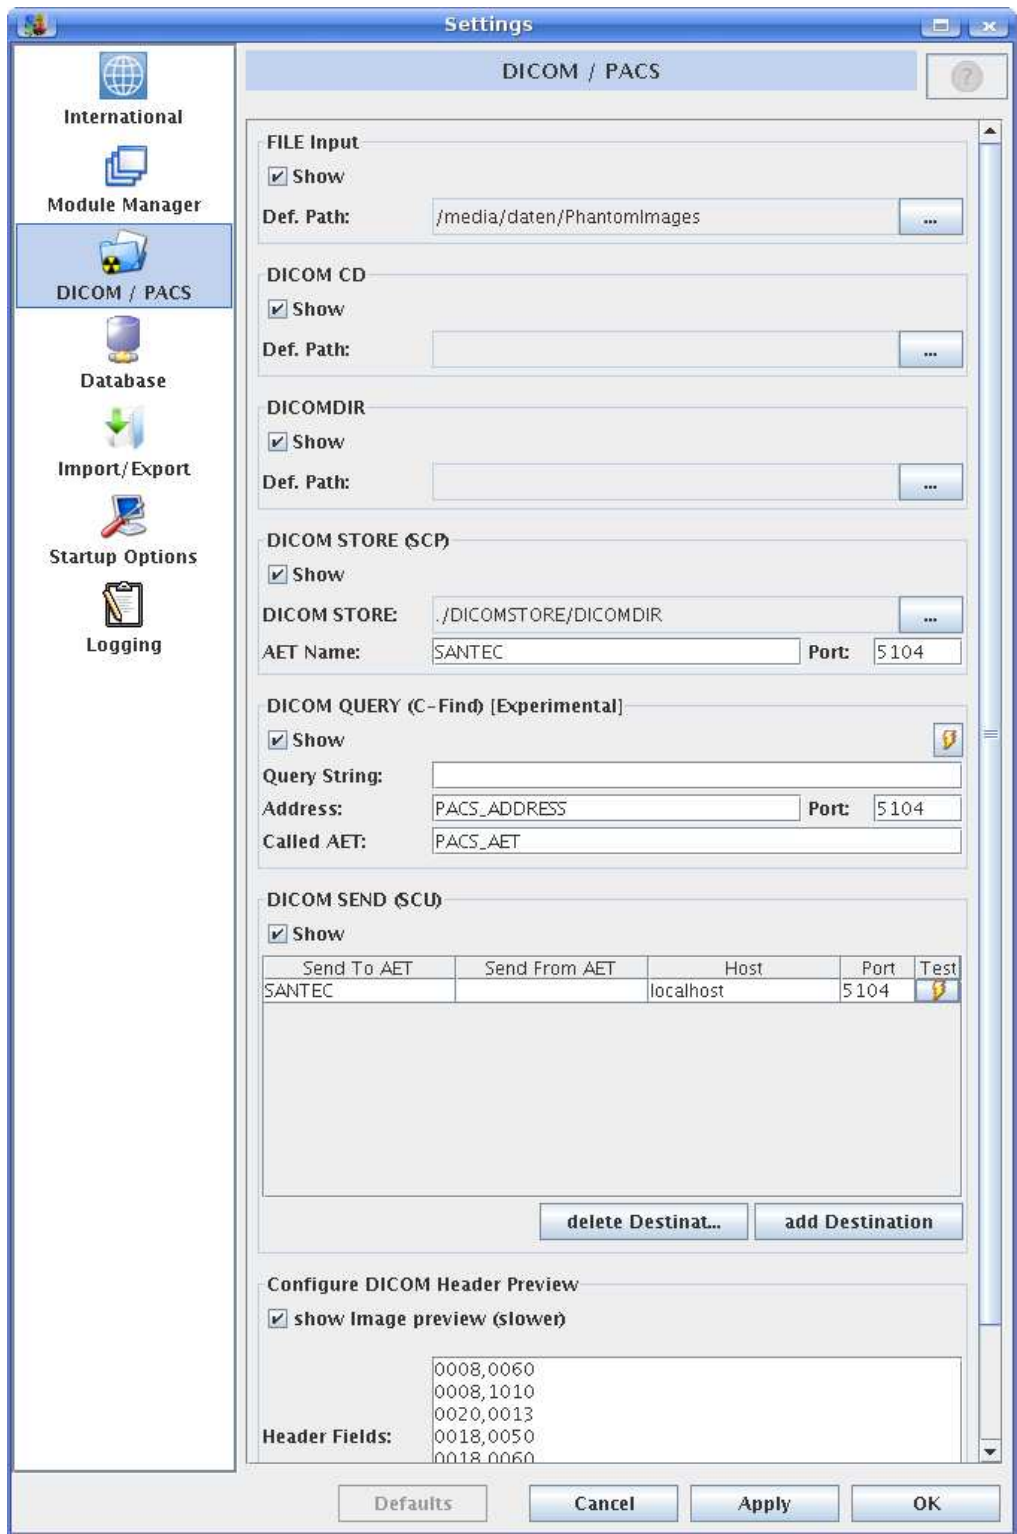 Settings
International
Module Manager
DICOM / PACS
Database
Import/Export
Startup Options
Logging
DICOM / PACS
FILE Input
Show
Def. Path: /media/daten/PhantomImages ...
DICOM CD
Show
Def. Path: ...
DICOMDIR
Show
Def. Path: ...
DICOM STORE (SCP)
Show
DICOM STORE: ./DICOMSTORE/DICOMDIR ...
AET Name: SANTEC Port: 5104
DICOM QUERY (C-Find) [Experimental]
Show
Query String:
Address: PACS_ADDRESS Port: 5104
Called AET: PACS_AET
DICOM SEND (SCU)
Show
Send To AET Send From AET Host Port Test
SANTEC localhost 5104
delete Destinat... add Destination
Configure DICOM Header Preview
show Image preview (slower)
Header Fields:
0008,0060
0008,1010
0020,0013
0018,0050
0018,0060
Defaults Cancel Apply OK